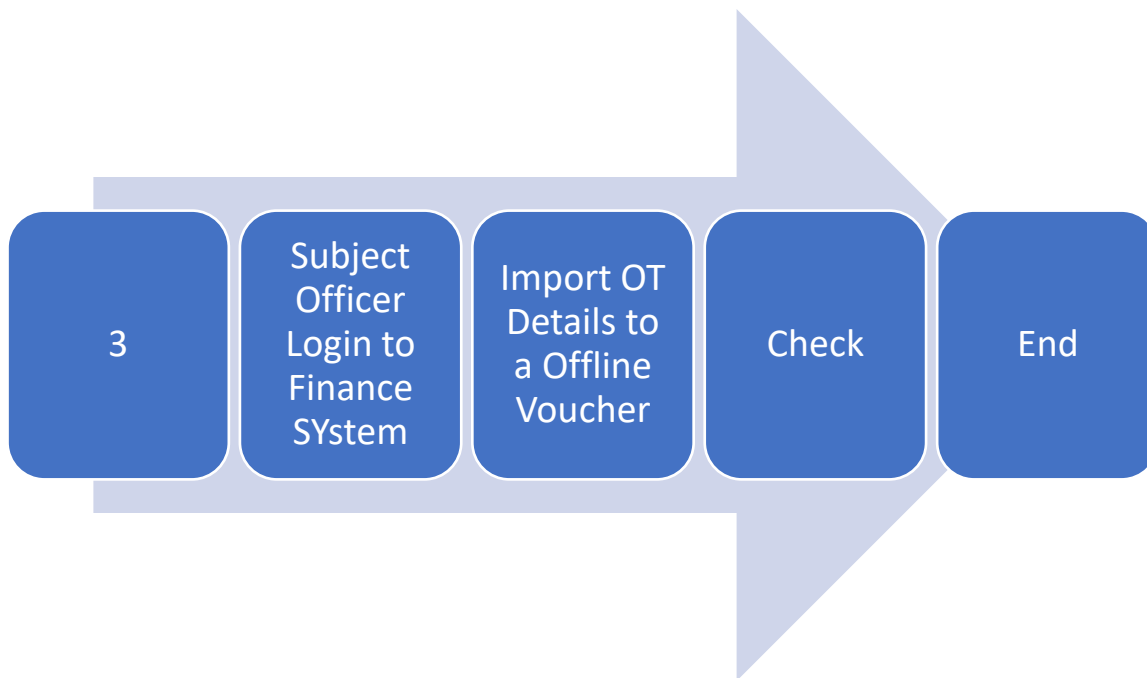 3
Subject
Officer
Login to
Finance
SYstem
Import OT
Details to
a Offline
Voucher
Check
End